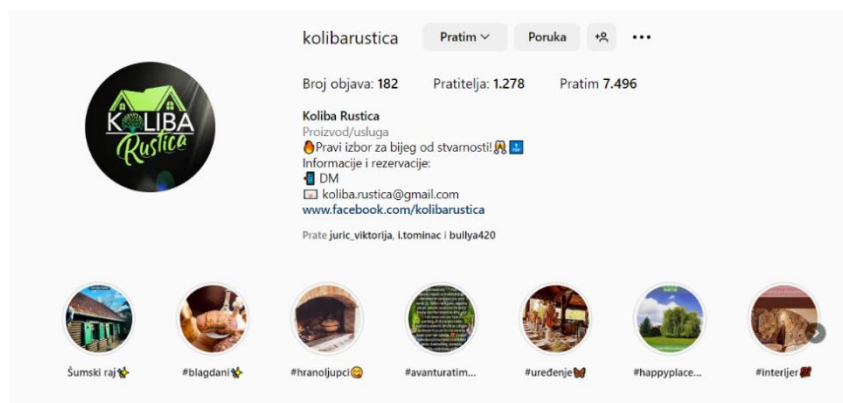 kolibarustica Pratim Poruka
Broj objava: 182 Pratitelja: 1.278 Pratim 7.496
KOLIBA
Rustica
Koliba Rustica
Proizvod/usluga
🔥Pravi izbor za bijeg od stvarnosti!🥂🔝
Informacije i rezervacije:
📲 DM
📧 koliba.rustica@gmail.com
www.facebook.com/kolibarustica
Prate juric_viktorija, i.tominac i bullya420
Šumski raj✨ #blagdani✨ #hranoljupci😋 #avanturatim... #uređenje🦋 #happyplace... #interijer